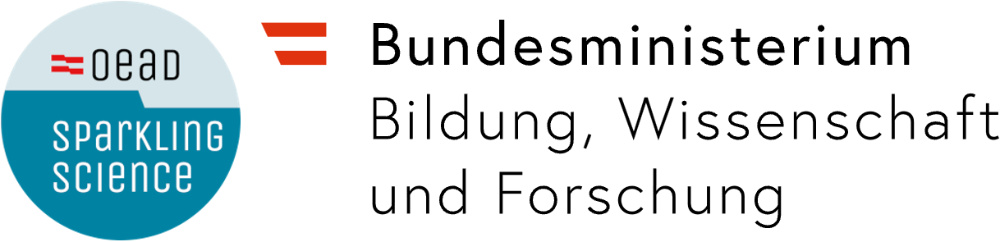 OeAD
SPARKLING
SCIENCE
Bundesministerium
Bildung, Wissenschaft
und Forschung